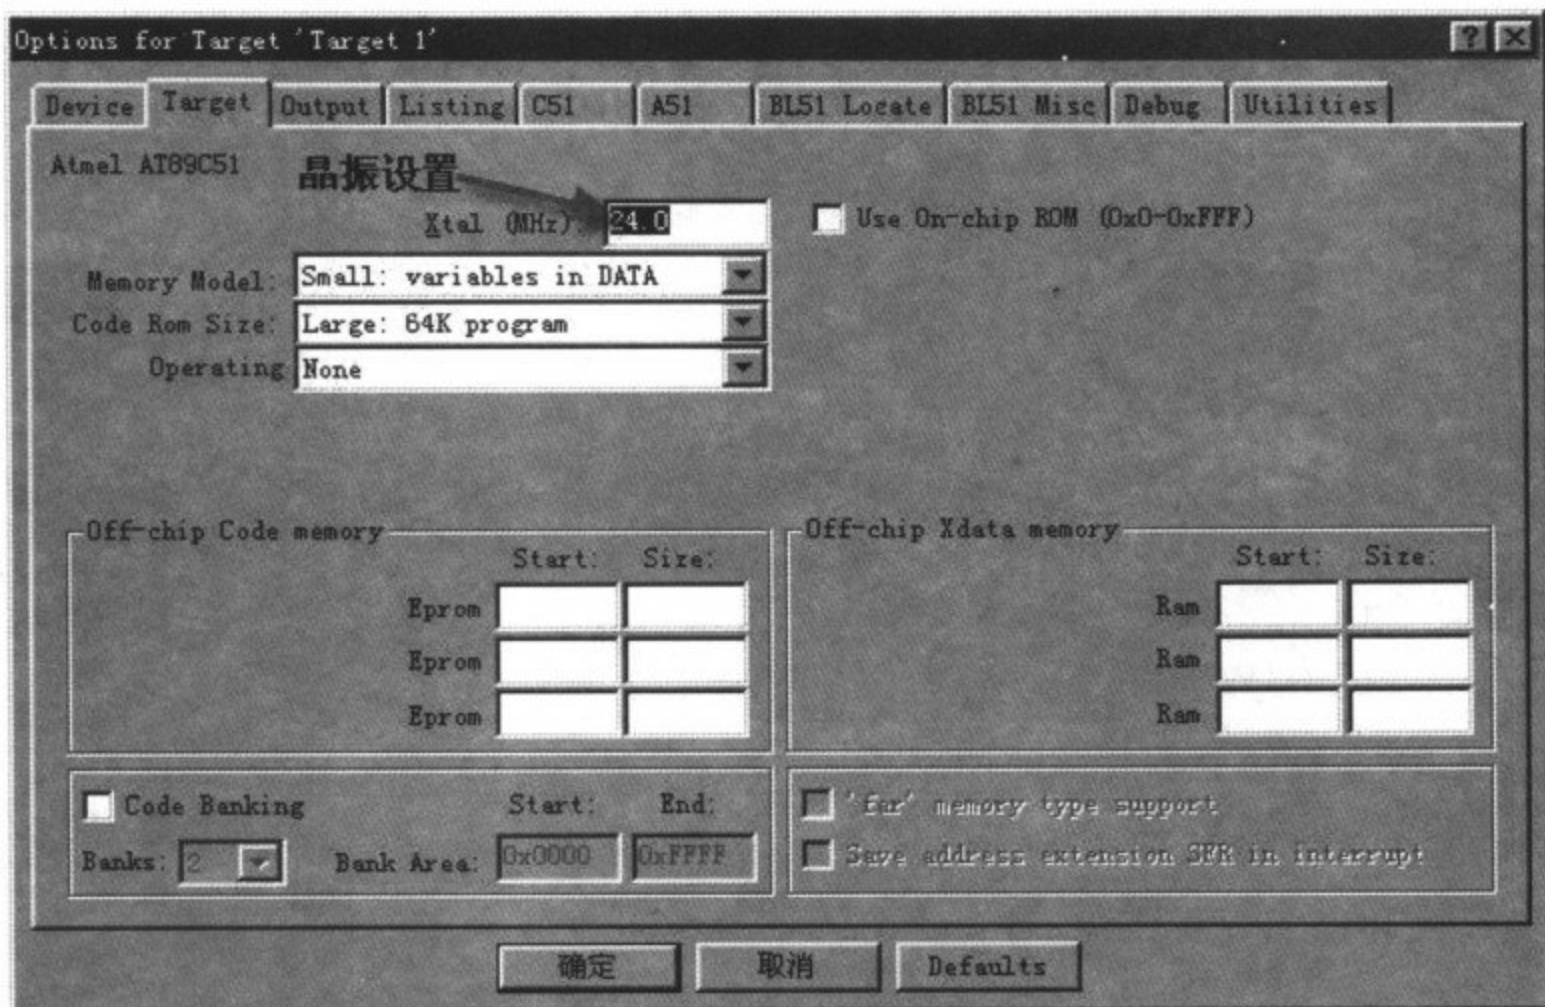 Options for Target 'Target 1'
Device Target Output Listing C51 A51 BL51 Locate BL51 Misc Debug Utilities
Atmel AT89C51
晶振设置
Xtal (MHz): 24.0
Use On-chip ROM (0x0-0xFFF)
Memory Model: Small: variables in DATA
Code Rom Size: Large: 64K program
Operating None
Off-chip Code memory
Start: Size:
Eprom
Eprom
Eprom
Off-chip Xdata memory
Start: Size:
Ram
Ram
Ram
Code Banking Start: End:
Banks: 2 Bank Area: 0x0000 0xFFFF
'far' memory type support
Save address extension SFR in interrupt
确定 取消 Defaults